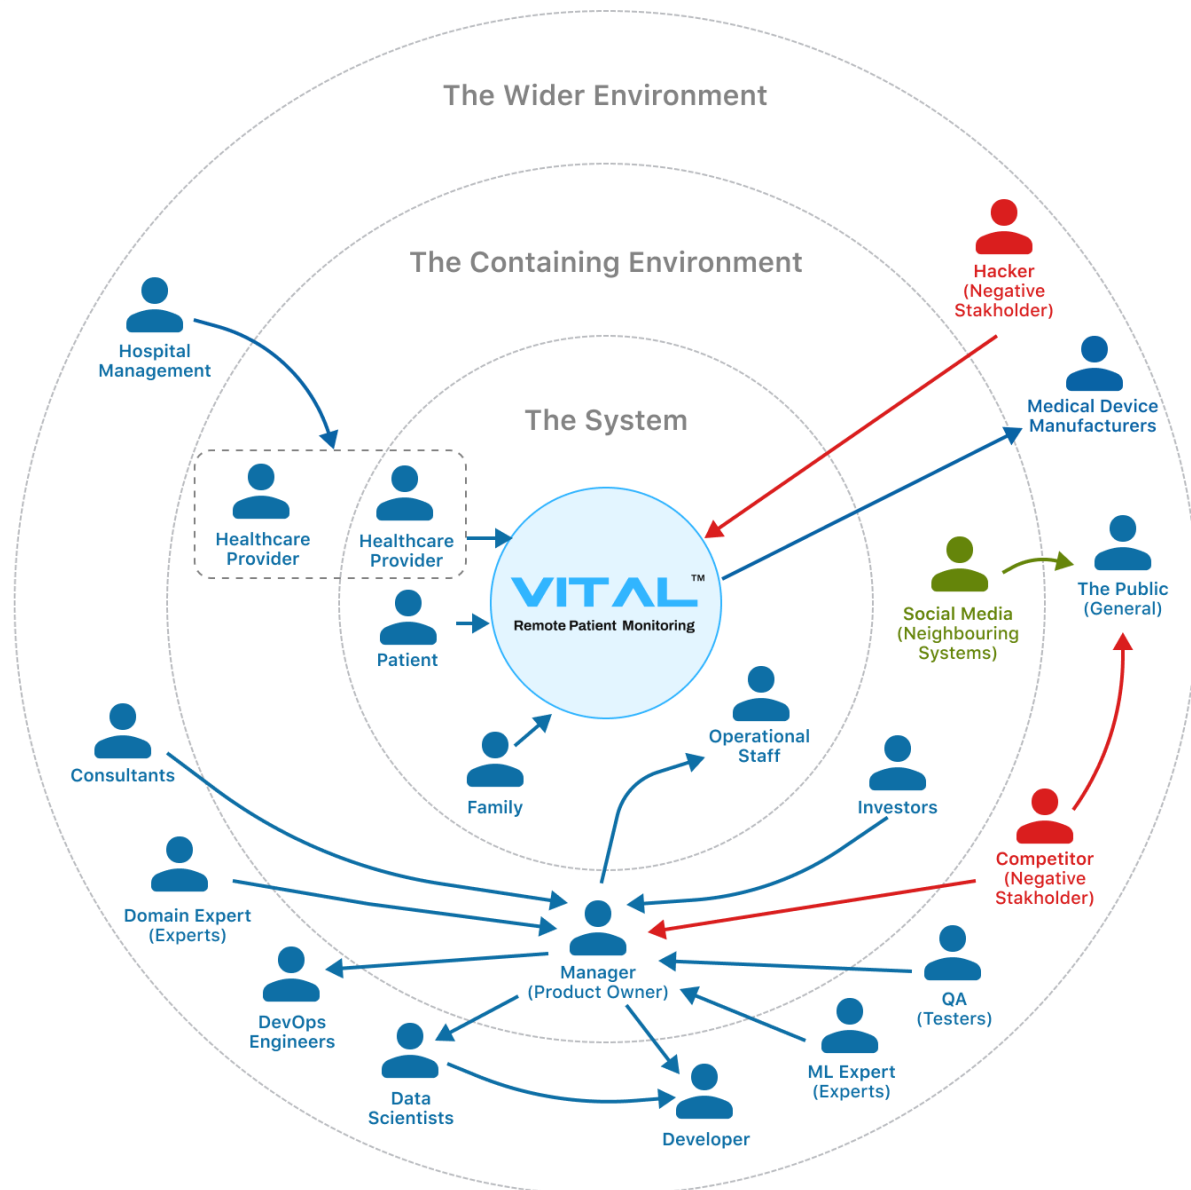 The Wider Environment
The Containing Environment
The System
Hacker
(Negative
Stakholder)
Hospital
Management
Medical Device
Manufacturers
Healthcare
Provider
Healthcare
Provider
VITAL™
Remote Patient Monitoring
The Public
(General)
Social Media
(Neighbouring
Systems)
Patient
Operational
Staff
Consultants
Family
Investors
Competitor
(Negative
Stakholder)
Domain Expert
(Experts)
Manager
(Product Owner)
QA
(Testers)
DevOps
Engineers
ML Expert
(Experts)
Data
Scientists
Developer